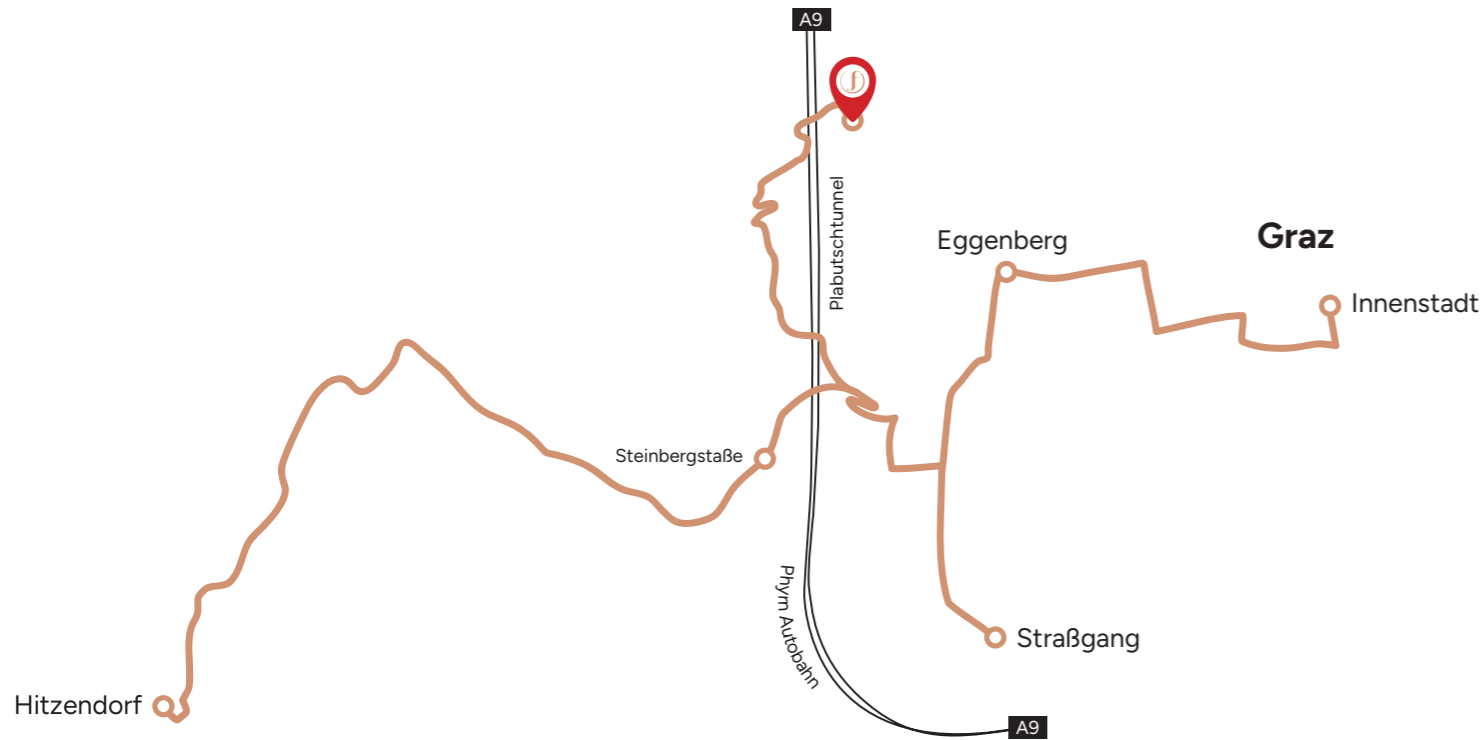 A9
f
Plabutschtunnel
Eggenberg
Graz
Innenstadt
Steinbergstaße
Phyrn Autobahn
Straßgang
Hitzendorf
A9